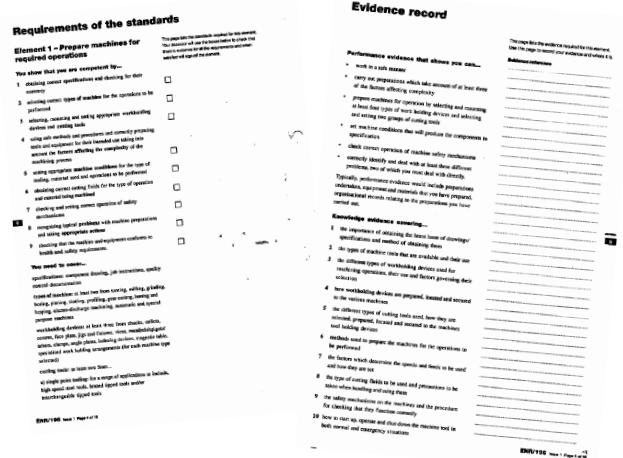 Requirements of the standards
Element 1 – Prepare machines for
required operations
This page lists the standards required for this element.
Your assessor will use the boxes below to check that
there is evidence for all the requirements and when
satisfied will sign off the element.
You show that you are competent by...
1 obtaining correct specifications and checking for their
currency
2 selecting correct types of machine for the operations to be
performed
3 selecting, mounting and setting appropriate workholding
devices and cutting tools
4 using safe methods and procedures and correctly preparing
tools and equipment for their intended use taking into
account the factors affecting the complexity of the
machining process
5 setting appropriate machine conditions for the type of
tooling, material used and operations to be performed
6 obtaining correct cutting fluids for the type of operation
and material being machined
7 checking and setting correct operation of safety
mechanisms
8 recognising typical problems with machine preparations
and taking appropriate actions
9 checking that the machine and equipment conforms to
health and safety requirements.
You need to cover...
specifications: component drawing, job instructions, quality
control documentation
types of machine: at least two from turning, milling, grinding,
boring, planing, slotting, profiling, gear cutting, honing and
lapping, electro-discharge machining, automatic and special
purpose machines
workholding devices: at least three from chucks, collets,
centres, face plate, jigs and fixtures, vices,
clamps, angle plates, indexing devices, magnetic table,
specialised work holding arrangements (for each machine type
selected)
cutting tools: at least two from...
a) single point tooling: for a range of applications to include,
high speed steel tools, brazed tipped tools and/or
interchangeable tipped tools
ENR/196 Issue 1 Page
Evidence record
This page lists the evidence required for this element.
Use this page to record your evidence and where it is.
Performance evidence that shows you can...
Evidence reference
• work in a safe manner
• carry out preparations which take account of at least three
of the factors affecting complexity
• prepare machines for operation by selecting and mounting
at least four types of work holding devices and selecting
and setting two groups of cutting tools
• set machine conditions that will produce the components to
specification
• check correct operation of machine safety mechanisms
• correctly identify and deal with at least three different
problems, two of which you must deal with directly.
Typically, performance evidence would include preparations
undertaken, equipment and materials that you have prepared,
organisational records relating to the preparations you have
carried out.
Knowledge evidence covering...
1 the importance of obtaining the latest issue of drawings/
specifications and method of obtaining them
2 the types of machine tools that are available and their use
3 the different types of workholding devices used for
machining operations, their use and factors governing their
selection
4 how workholding devices are prepared, located and secured
to the various machines
5 the different types of cutting tools used, how they are
selected, prepared, located and secured to the machines
tool holding devices
6 methods used to prepare the machines for the operations to
be performed
7 the factors which determine the speeds and feeds to be used
and how they are set
8 the type of cutting fluids to be used and precautions to be
taken when handling and using them
9 the safety mechanisms on the machines and the procedure
for checking that they function correctly
10 how to start up, operate and shut down the machine tool in
both normal and emergency situations
ENR/196 Issue 1 Page